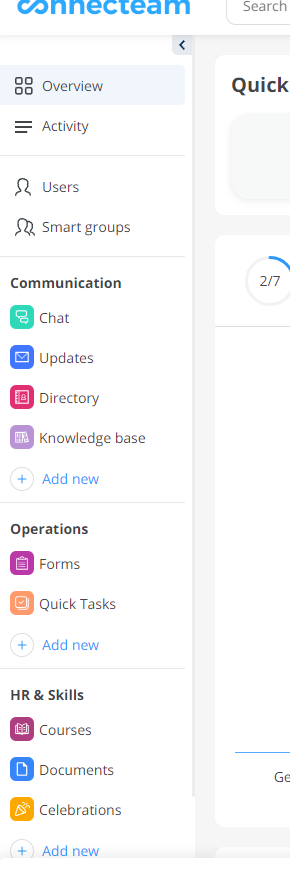 connecteam
Search
Overview
Quick
Activity
Users
Smart groups
Communication
2/7
Chat
Updates
Directory
Knowledge base
Add new
Operations
Forms
Quick Tasks
Add new
HR & Skills
Courses
Documents
Ge
Celebrations
Add new